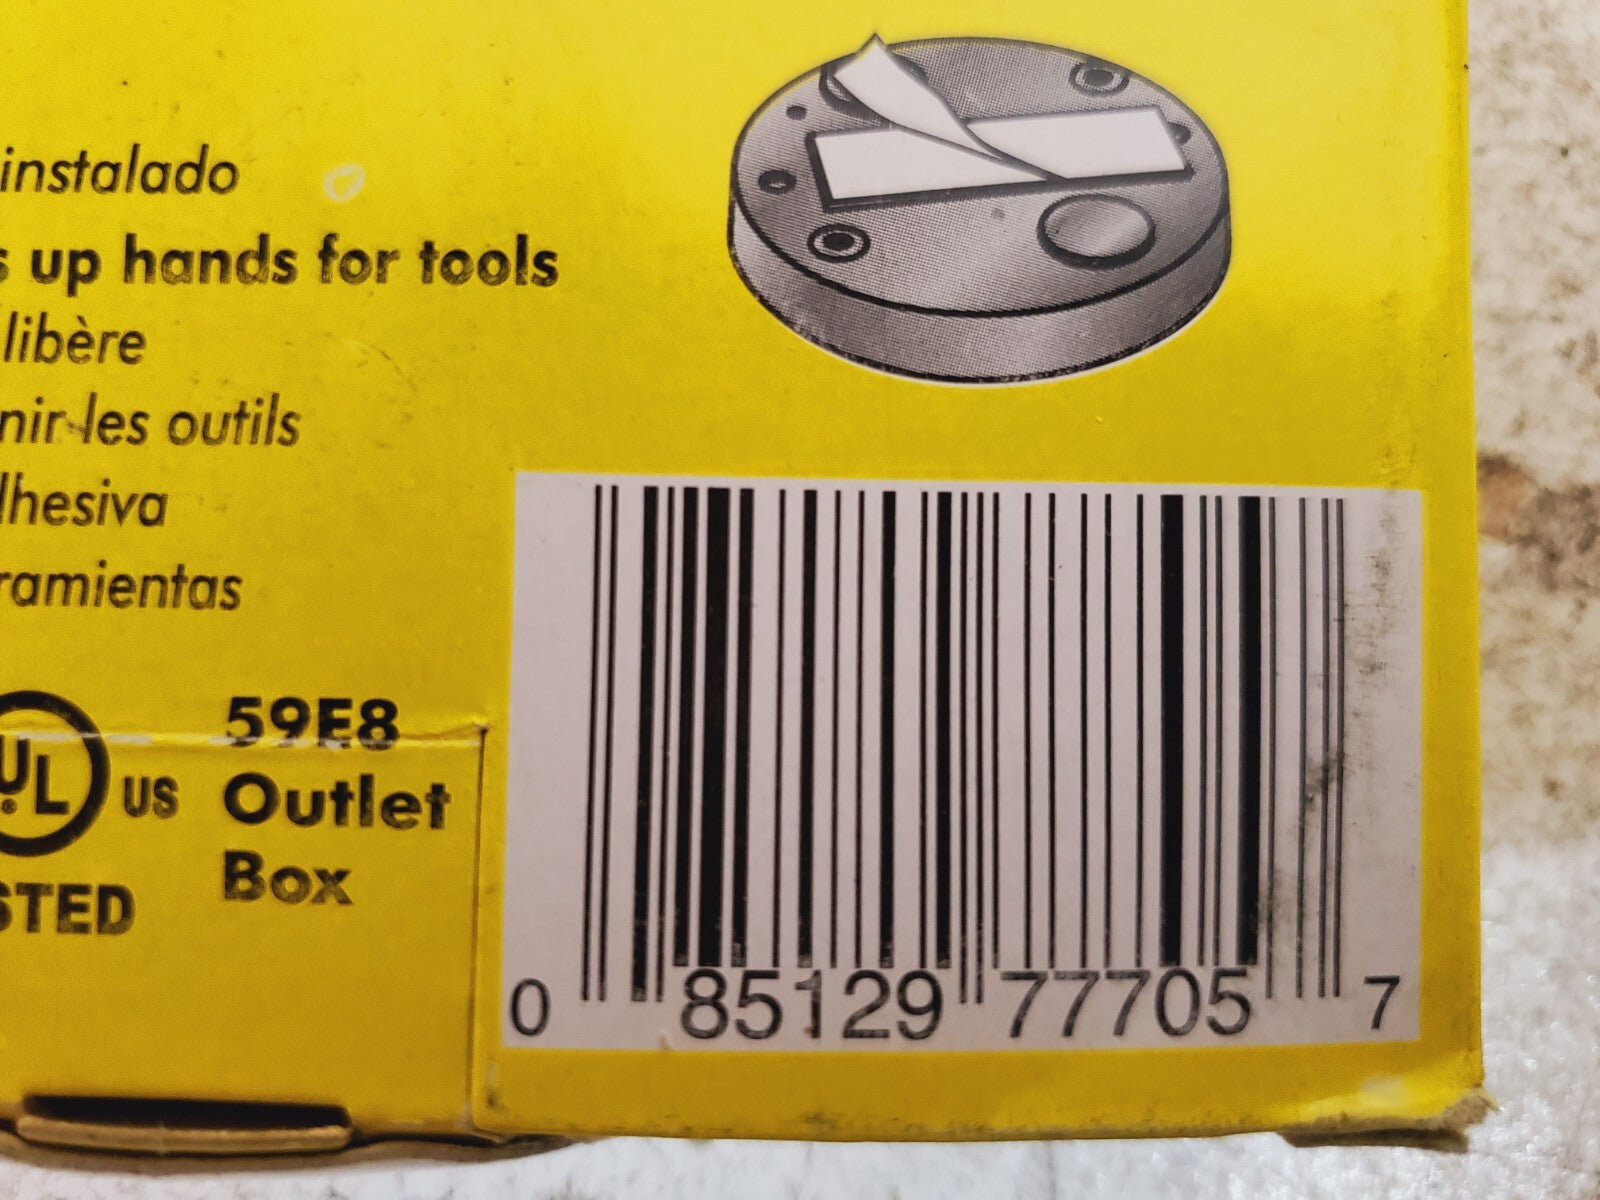 instalado
s up hands for tools
libère
nir les outils
dhesiva
ramientas
UL
®
US
STED
59E8
Outlet
Box
0 85129 77705 7